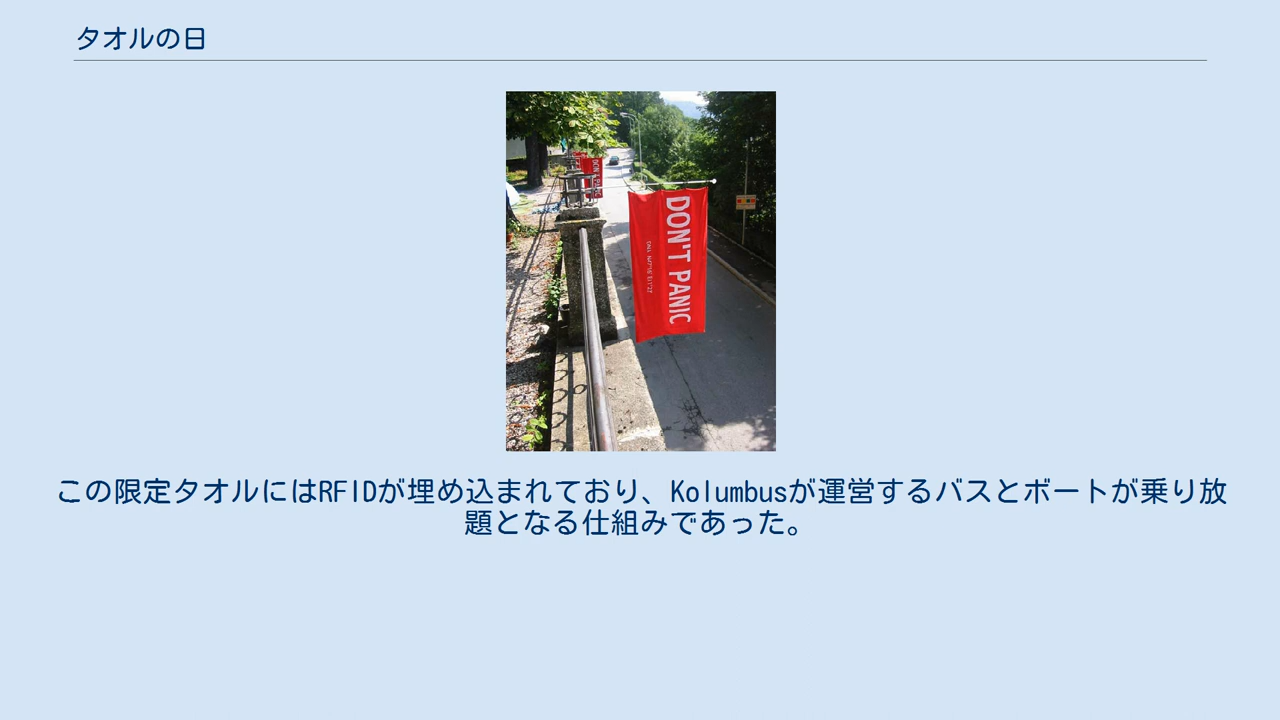 タオルの日
DON'T PANIC
DON'T PANIC
この限定タオルにはRFIDが埋め込まれており、Kolumbusが運営するバスとボートが乗り放
題となる仕組みであった。